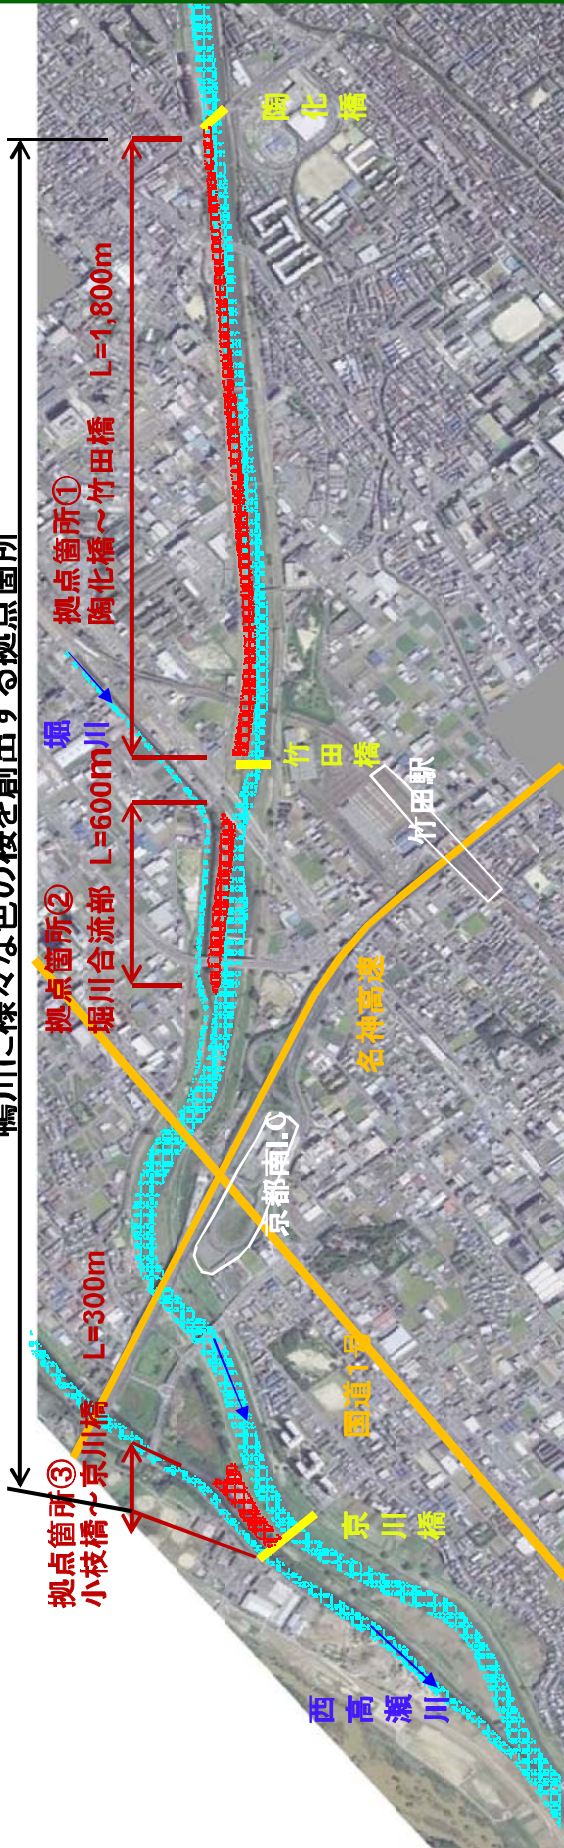 鴨川に様々な色の桜を創出する拠点箇所
拠点箇所③
小枝橋～京川橋
L=300m
拠点箇所②
堀川合流部 L=600m
拠点箇所①
陶化橋～竹田橋 L=1,800m
堀川
陶化橋
竹田橋
竹田駅
名神高速
京都南I.C
国道1号
京川橋
西高瀬川